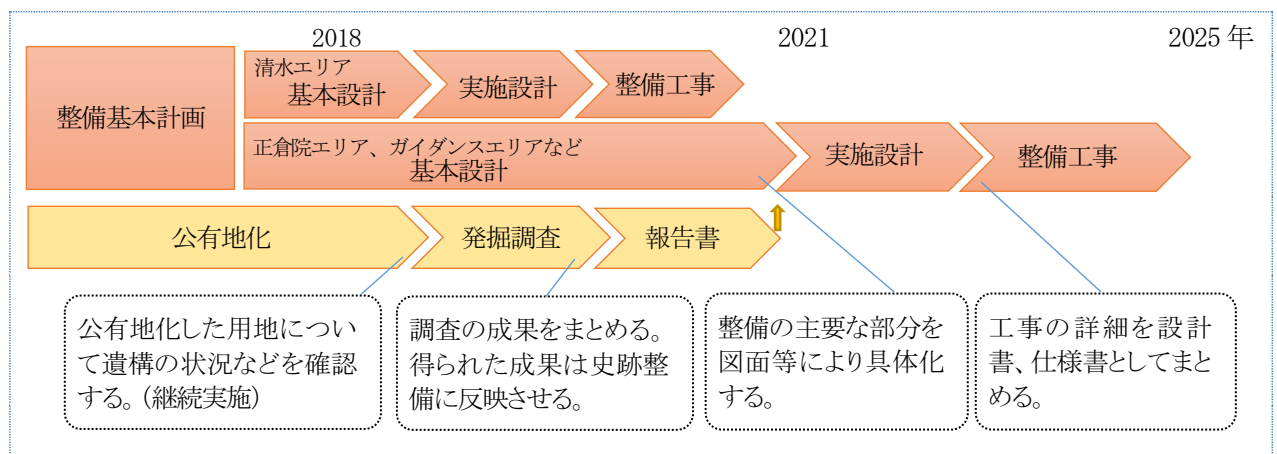 2018
2021
2025 年
整備基本計画
清水エリア
基本設計
実施設計
整備工事
正倉院エリア、ガイダンスエリアなど
基本設計
実施設計
整備工事
公有地化
発掘調査
報告書
公有地化した用地につい
て遺構の状況などを確認
する。（継続実施）
調査の成果をまとめる。
得られた成果は史跡整
備に反映させる。
整備の主要な部分を
図面等により具体化
する。
工事の詳細を設計
書、仕様書としてまと
める。